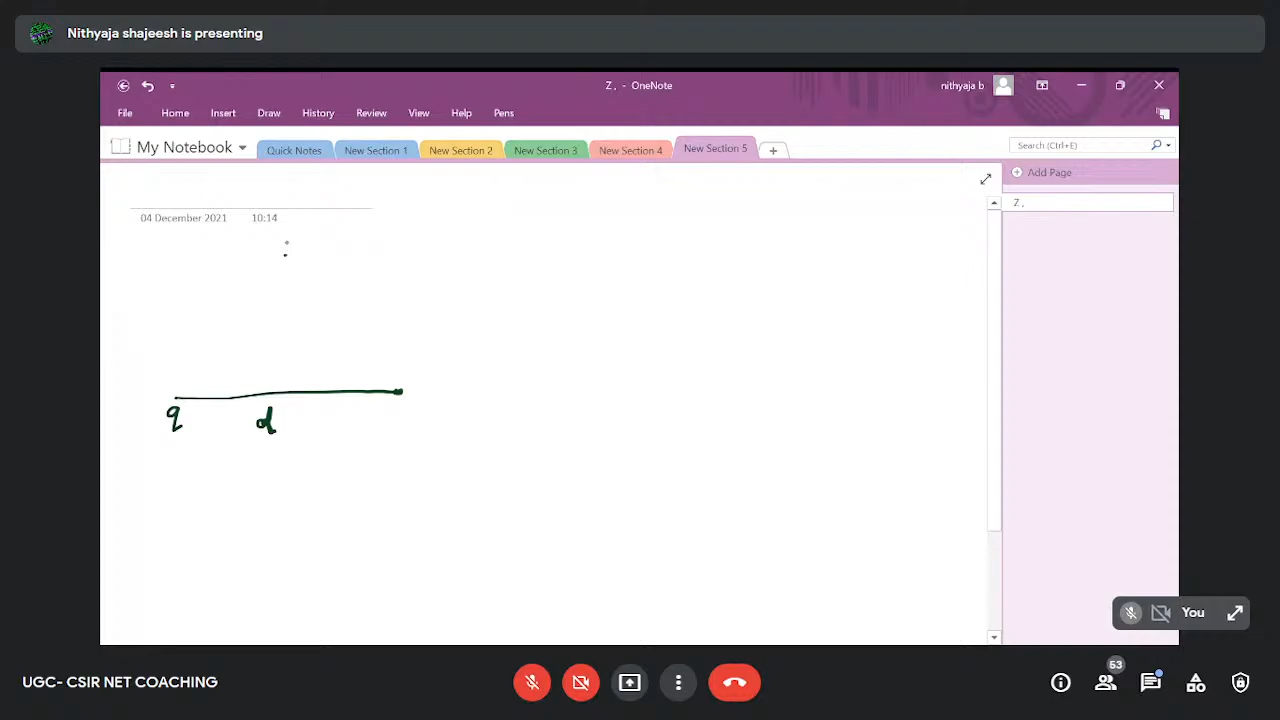 Nithyaja shajeesh is presenting
Z , - OneNote
nithyaja b
File Home Insert Draw History Review View Help Pens
My Notebook
Quick Notes New Section 1 New Section 2 New Section 3 New Section 4 New Section 5 +
Search (Ctrl+E)
Add Page
Z ,
04 December 2021 10:14
q d
You
53
UGC- CSIR NET COACHING